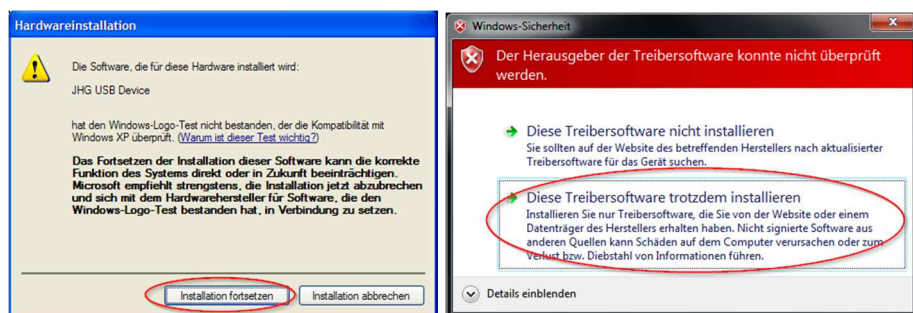 Hardwareinstallation
Die Software, die für diese Hardware installiert wird:
JHG USB Device
hat den Windows-Logo-Test nicht bestanden, der die Kompatibilität mit
Windows XP überprüft. (Warum ist dieser Test wichtig?)
Das Fortsetzen der Installation dieser Software kann die korrekte
Funktion des Systems direkt oder in Zukunft beeinträchtigen.
Microsoft empfiehlt strengstens, die Installation jetzt abzubrechen
und sich mit dem Hardwarehersteller für Software, die den
Windows-Logo-Test bestanden hat, in Verbindung zu setzen.
Installation fortsetzen
Installation abbrechen
Windows-Sicherheit
Der Herausgeber der Treibersoftware konnte nicht überprüft
werden.
Diese Treibersoftware nicht installieren
Sie sollten auf der Website des betreffenden Herstellers nach aktualisierter
Treibersoftware für das Gerät suchen.
Diese Treibersoftware trotzdem installieren
Installieren Sie nur Treibersoftware, die Sie von der Website oder einem
Datenträger des Herstellers erhalten haben. Nicht signierte Software aus
anderen Quellen kann Schäden auf dem Computer verursachen oder zum
Verlust bzw. Diebstahl von Informationen führen.
Details einblenden